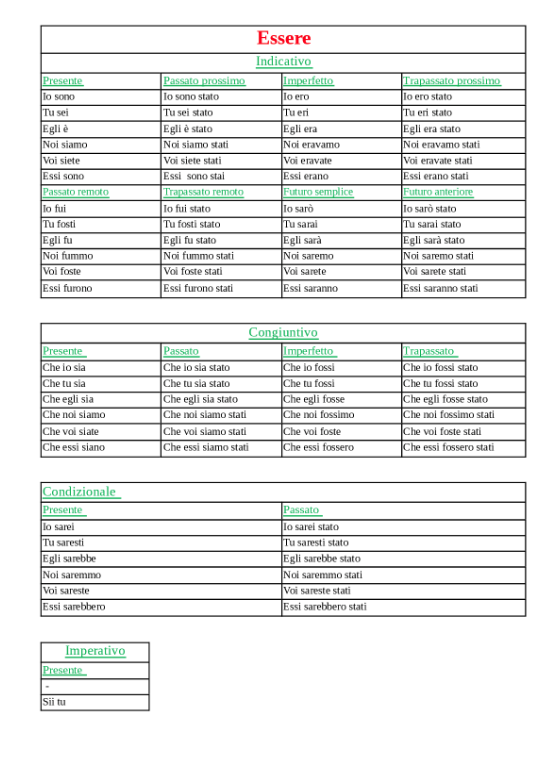 Essere
Indicativo
Presente Passato prossimo Imperfetto Trapassato prossimo
Io sono Io sono stato Io ero Io ero stato
Tu sei Tu sei stato Tu eri Tu eri stato
Egli è Egli è stato Egli era Egli era stato
Noi siamo Noi siamo stati Noi eravamo Noi eravamo stati
Voi siete Voi siete stati Voi eravate Voi eravate stati
Essi sono Essi sono stai Essi erano Essi erano stati
Passato remoto Trapassato remoto Futuro semplice Futuro anteriore
Io fui Io fui stato Io sarò Io sarò stato
Tu fosti Tu fosti stato Tu sarai Tu sarai stato
Egli fu Egli fu stato Egli sarà Egli sarà stato
Noi fummo Noi fummo stati Noi saremo Noi saremo stati
Voi foste Voi foste stati Voi sarete Voi sarete stati
Essi furono Essi furono stati Essi saranno Essi saranno stati
Congiuntivo
Presente Passato Imperfetto Trapassato
Che io sia Che io sia stato Che io fossi Che io fossi stato
Che tu sia Che tu sia stato Che tu fossi Che tu fossi stato
Che egli sia Che egli sia stato Che egli fosse Che egli fosse stato
Che noi siamo Che noi siamo stati Che noi fossimo Che noi fossimo stati
Che voi siate Che voi siamo stati Che voi foste Che voi foste stati
Che essi siano Che essi siamo stati Che essi fossero Che essi fossero stati
Condizionale
Presente Passato
Io sarei Io sarei stato
Tu saresti Tu saresti stato
Egli sarebbe Egli sarebbe stato
Noi saremmo Noi saremmo stati
Voi sareste Voi sareste stati
Essi sarebbero Essi sarebbero stati
Imperativo
Presente
-
Sii tu